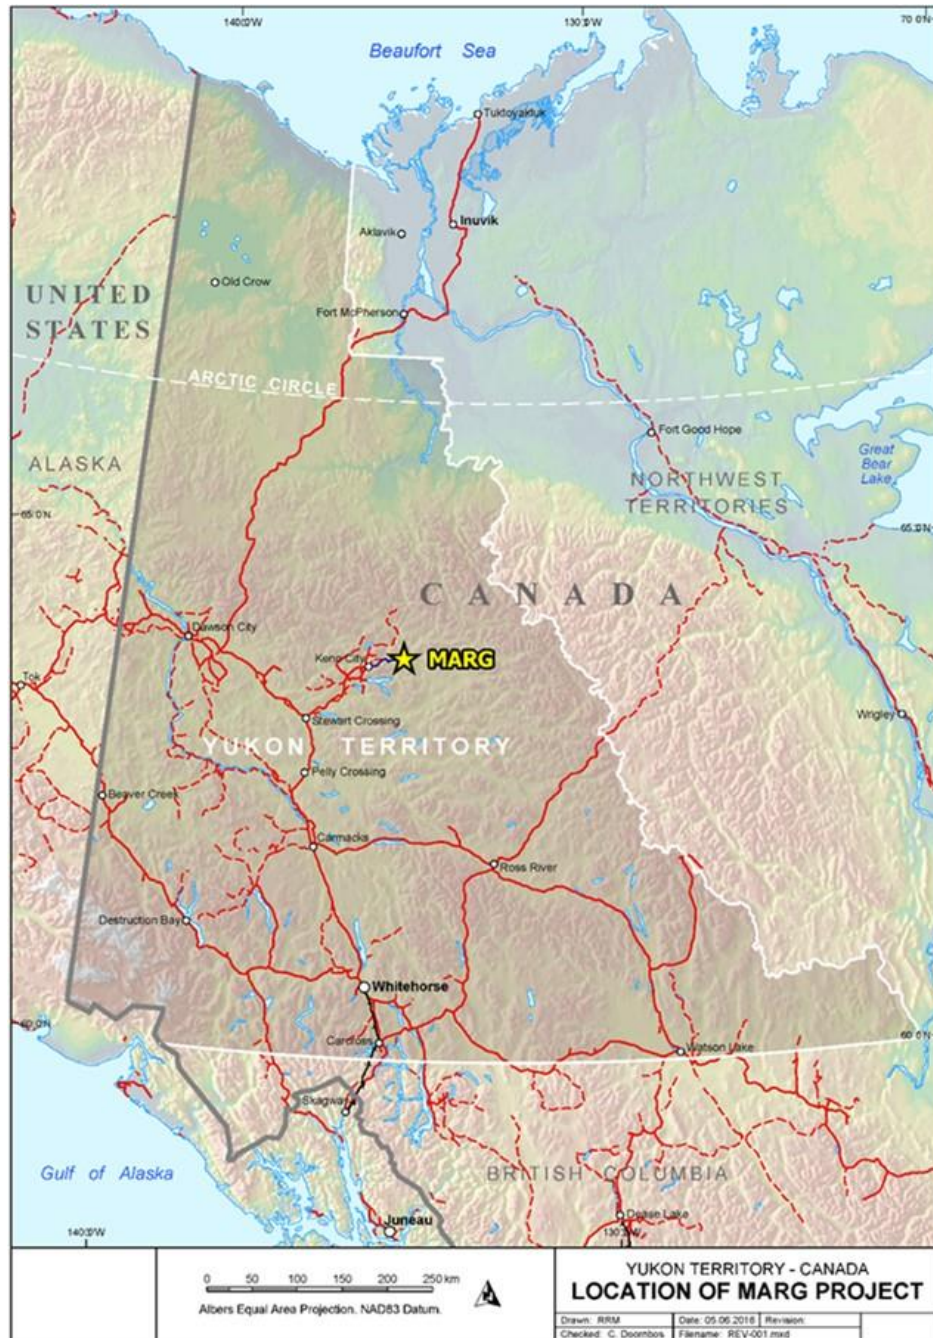 140°0'W
130°0'W
70°0'N
Beaufort Sea
Tuktoyaktuk
Inuvik
Aklavik
Old Crow
UNITED
STATES
Fort McPherson
ARCTIC CIRCLE
Fort Good Hope
Great
Bear
Lake
ALASKA
NORTHWEST
TERRITORIES
65°0'N
65°0'N
CANADA
Dawson City
Keno City
MARG
Tok
Stewart Crossing
Wrigley
YUKON TERRITORY
Pelly Crossing
Beaver Creek
Carmacks
Ross River
Destruction Bay
Whitehorse
60°0'N
60°0'N
Carcross
Watson Lake
Skagway
Gulf of Alaska
BRITISH COLUMBIA
Juneau
Dease Lake
140°0'W
130°0'W
0 50 100 150 200 250 km
Albers Equal Area Projection. NAD83 Datum.
YUKON TERRITORY - CANADA
LOCATION OF MARG PROJECT
Drawn: RRM
Date: 05.06.2016
Revision:
Checked: C. Doornbos
Filename: REV-001.mxd